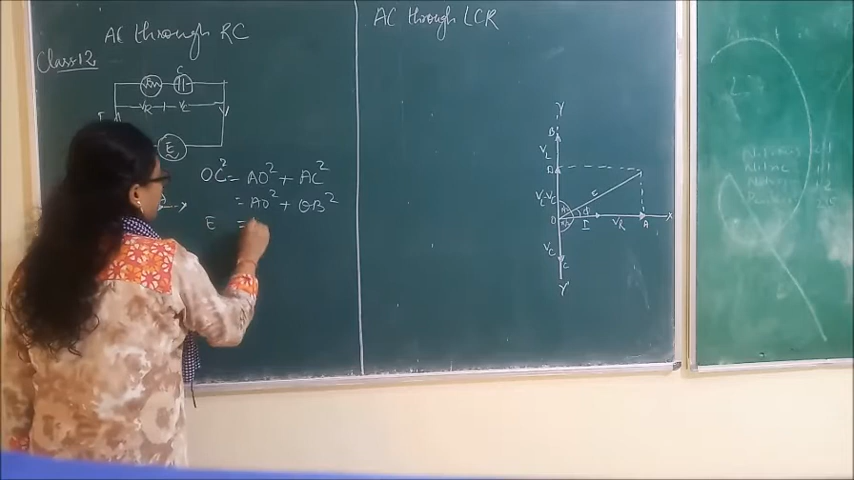 AC through RC
Class 12
C
VR VC
I
E
OC² = AO² + AC²
= AO² + OB²
E =
AC through LCR
Y
B
VL
D
VL-VC
E
O
ϕ
I
VR
A
X
VC
C
Y'